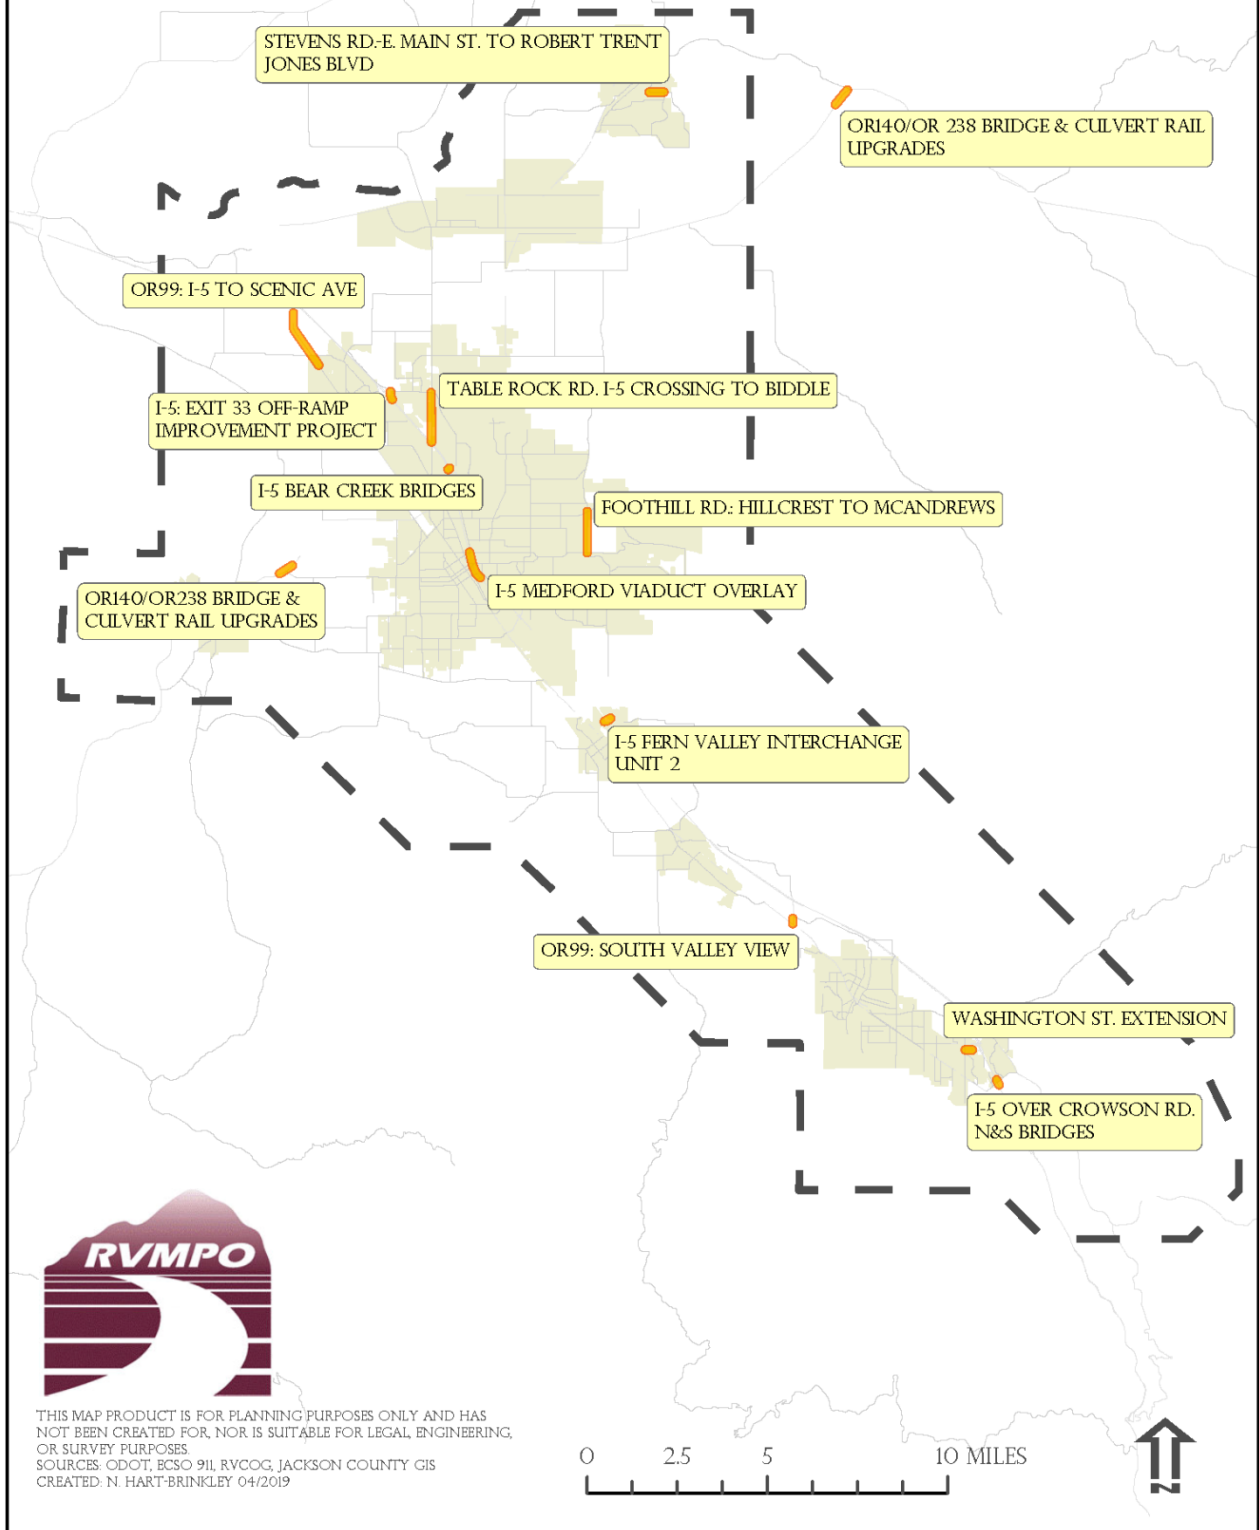 STEVENS RD.-E. MAIN ST. TO ROBERT TRENT
JONES BLVD
OR140/OR 238 BRIDGE & CULVERT RAIL
UPGRADES
OR99: I-5 TO SCENIC AVE
TABLE ROCK RD. I-5 CROSSING TO BIDDLE
I-5: EXIT 33 OFF-RAMP
IMPROVEMENT PROJECT
I-5 BEAR CREEK BRIDGES
FOOTHILL RD.: HILLCREST TO MCANDREWS
I-5 MEDFORD VIADUCT OVERLAY
OR140/OR238 BRIDGE &
CULVERT RAIL UPGRADES
I-5 FERN VALLEY INTERCHANGE
UNIT 2
OR99: SOUTH VALLEY VIEW
WASHINGTON ST. EXTENSION
I-5 OVER CROWSON RD.
N&S BRIDGES
RVMPO
THIS MAP PRODUCT IS FOR PLANNING PURPOSES ONLY AND HAS
NOT BEEN CREATED FOR, NOR IS SUITABLE FOR LEGAL, ENGINEERING,
OR SURVEY PURPOSES.
SOURCES: ODOT, ECSO 911, RVCOG, JACKSON COUNTY GIS
CREATED: N. HART-BRINKLEY 04/2019
0 2.5 5 10 MILES
N